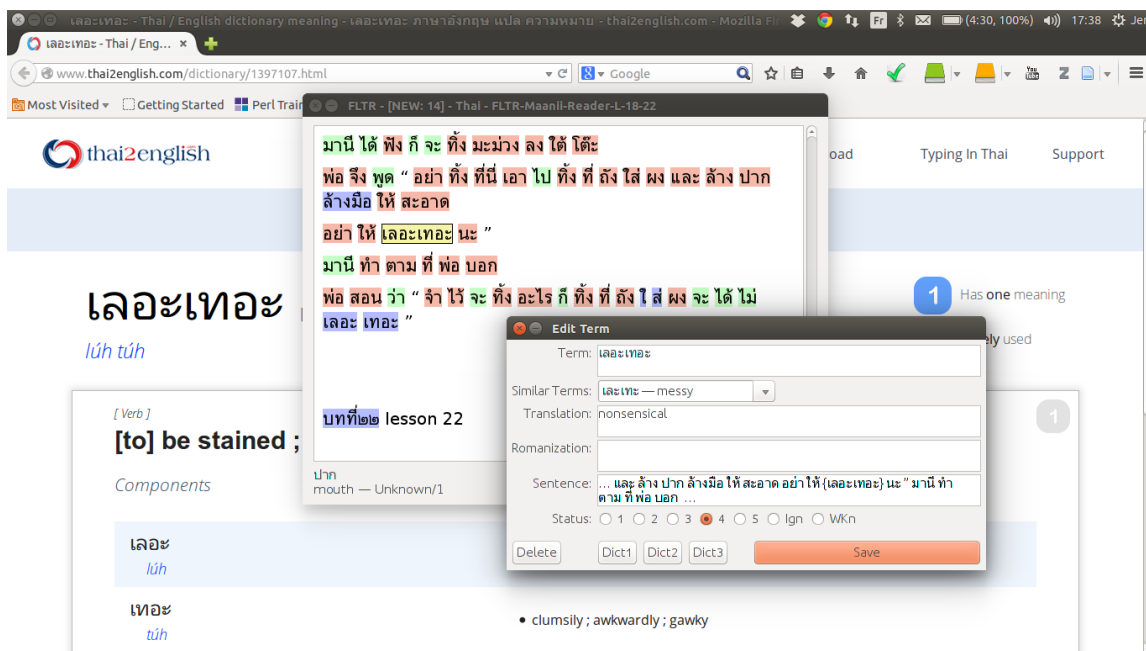 เลอะเทอะ - Thai / English dictionary meaning - เลอะเทอะ ภาษาอังกฤษ แปล ความหมาย - thai2english.com - Mozilla Fi
Fr
(4:30, 100%)
17:38
Jer
เลอะเทอะ - Thai / Eng...
www.thai2english.com/dictionary/1397107.html
Google
Most Visited
Getting Started
Perl Train
FLTR - [NEW: 14] - Thai - FLTR-Maanii-Reader-L-18-22
thai2english
oad
Typing In Thai
Support
มานี ได้ ฟัง ก็ จะ ทิ้ง มะม่วง ลง ใต้ โต๊ะ
พ่อ จึง พูด “ อย่า ทิ้ง ที่นี่ เอา ไป ทิ้ง ที่ ถัง ใส่ ผง และ ล้าง ปาก
ล้างมือ ให้ สะอาด
อย่า ให้ เลอะเทอะ นะ ”
มานี ทำ ตาม ที่ พ่อ บอก
พ่อ สอน ว่า “ จำ ไว้ จะ ทิ้ง อะไร ก็ ทิ้ง ที่ ถัง ใ ส่ ผง จะ ได้ ไม่
เลอะ เทอะ ”
บทที่๒๒ lesson 22
ปาก
mouth — Unknown/1
เลอะเทอะ
lúh túh
1
Has one meaning
ely used
[ Verb ]
[to] be stained ;
1
Components
เลอะ
lúh
เทอะ
túh
• clumsily ; awkwardly ; gawky
Edit Term
Term: เลอะเทอะ
Similar Terms: เละเทะ — messy
Translation: nonsensical
Romanization:
Sentence: … และ ล้าง ปาก ล้างมือ ให้ สะอาด อย่า ให้ {เลอะเทอะ} นะ ” มานี ทำ
ตาม ที่ พ่อ บอก …
Status: 1 2 3 4 5 Ign WKn
Delete Dict1 Dict2 Dict3 Save